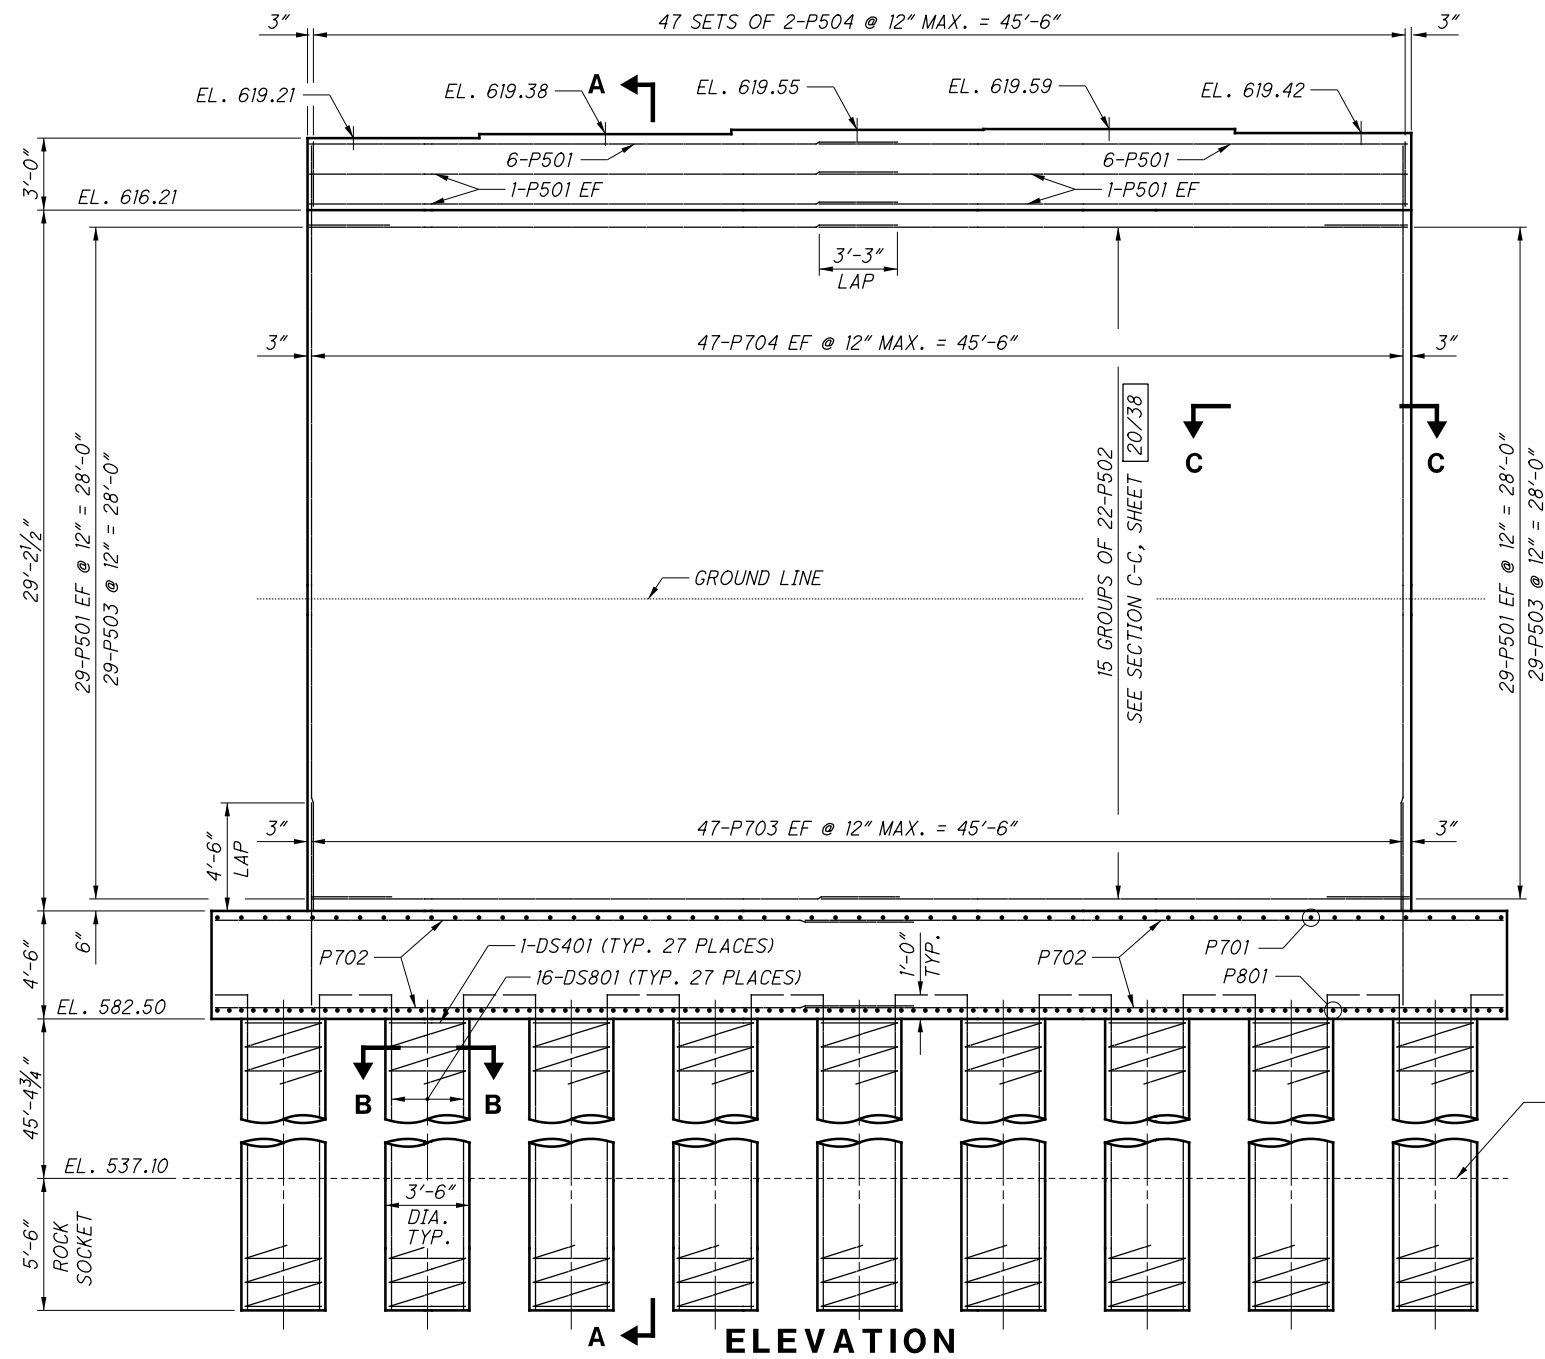 3″
47 SETS OF 2-P504 @ 12″ MAX. = 45′-6″
3″
A
EL. 619.21
EL. 619.38
EL. 619.55
EL. 619.59
EL. 619.42
3′-0″
6-P501
6-P501
EL. 616.21
1-P501 EF
1-P501 EF
3′-3″
LAP
3″
47-P704 EF @ 12″ MAX. = 45′-6″
3″
C
C
29′-2½″
29-P501 EF @ 12″ = 28′-0″
29-P503 @ 12″ = 28′-0″
15 GROUPS OF 22-P502
SEE SECTION C-C, SHEET 20/38
29-P501 EF @ 12″ = 28′-0″
29-P503 @ 12″ = 28′-0″
GROUND LINE
4′-6″
LAP
3″
47-P703 EF @ 12″ MAX. = 45′-6″
3″
4′-6″
6″
P702
1-DS401 (TYP. 27 PLACES)
16-DS801 (TYP. 27 PLACES)
1′-0″
TYP.
P702
P701
P801
EL. 582.50
B
B
45′-4¾″
EL. 537.10
3′-6″
DIA.
TYP.
5′-6″
ROCK
SOCKET
A
ELEVATION